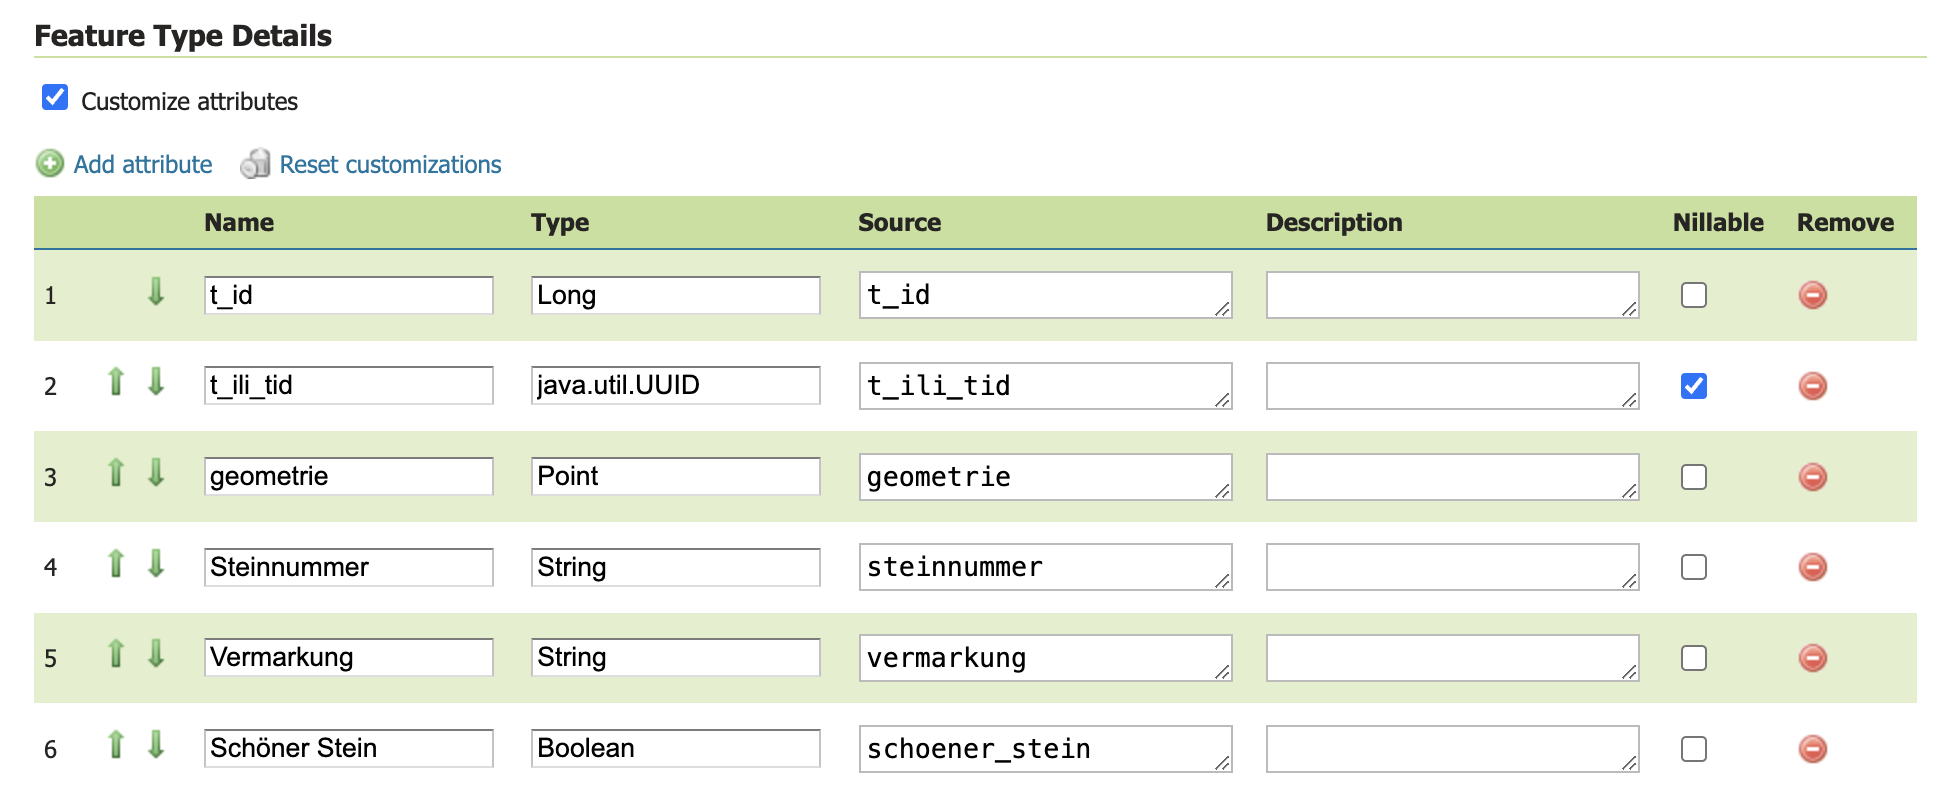 Feature Type Details
Customize attributes
Add attribute Reset customizations
Name Type Source Description Nillable Remove
1 t_id Long t_id
2 t_ili_tid java.util.UUID t_ili_tid
3 geometrie Point geometrie
4 Steinnummer String steinnummer
5 Vermarkung String vermarkung
6 Schöner Stein Boolean schoener_stein